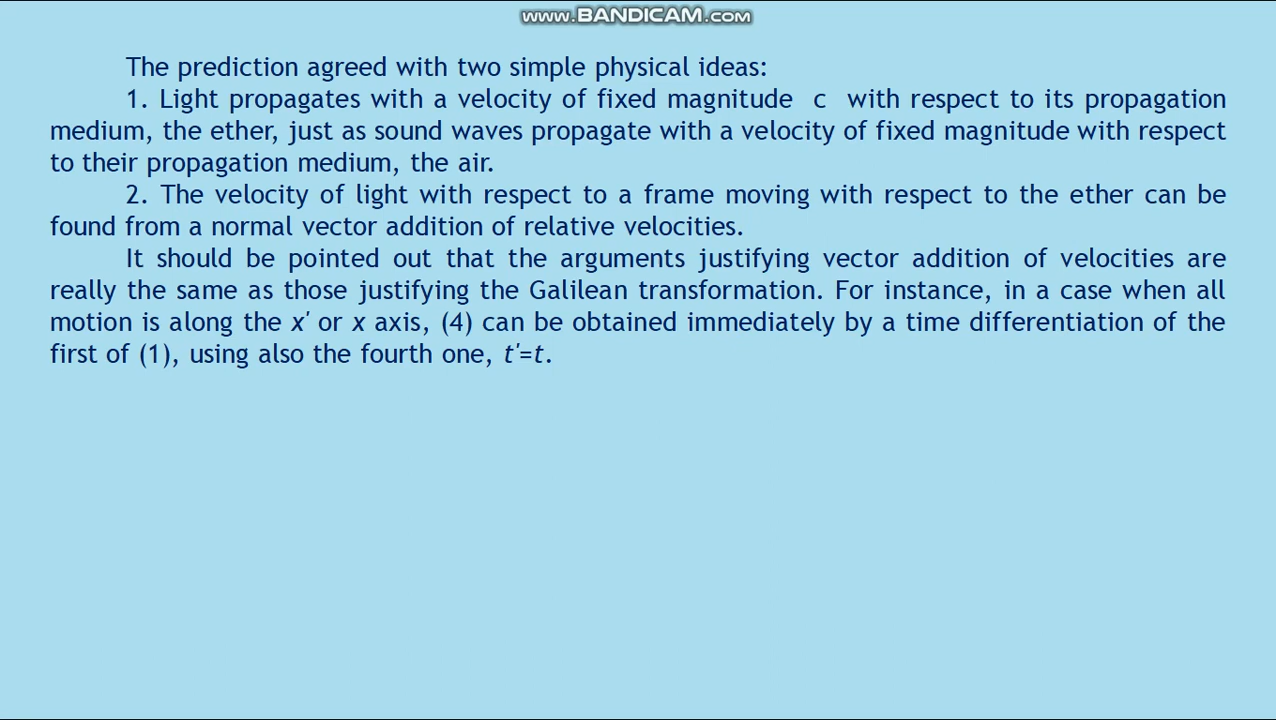 www.BANDICAM.com
The prediction agreed with two simple physical ideas:
1. Light propagates with a velocity of fixed magnitude c with respect to its propagation
medium, the ether, just as sound waves propagate with a velocity of fixed magnitude with respect
to their propagation medium, the air.
2. The velocity of light with respect to a frame moving with respect to the ether can be
found from a normal vector addition of relative velocities.
It should be pointed out that the arguments justifying vector addition of velocities are
really the same as those justifying the Galilean transformation. For instance, in a case when all
motion is along the x' or x axis, (4) can be obtained immediately by a time differentiation of the
first of (1), using also the fourth one, t'=t.